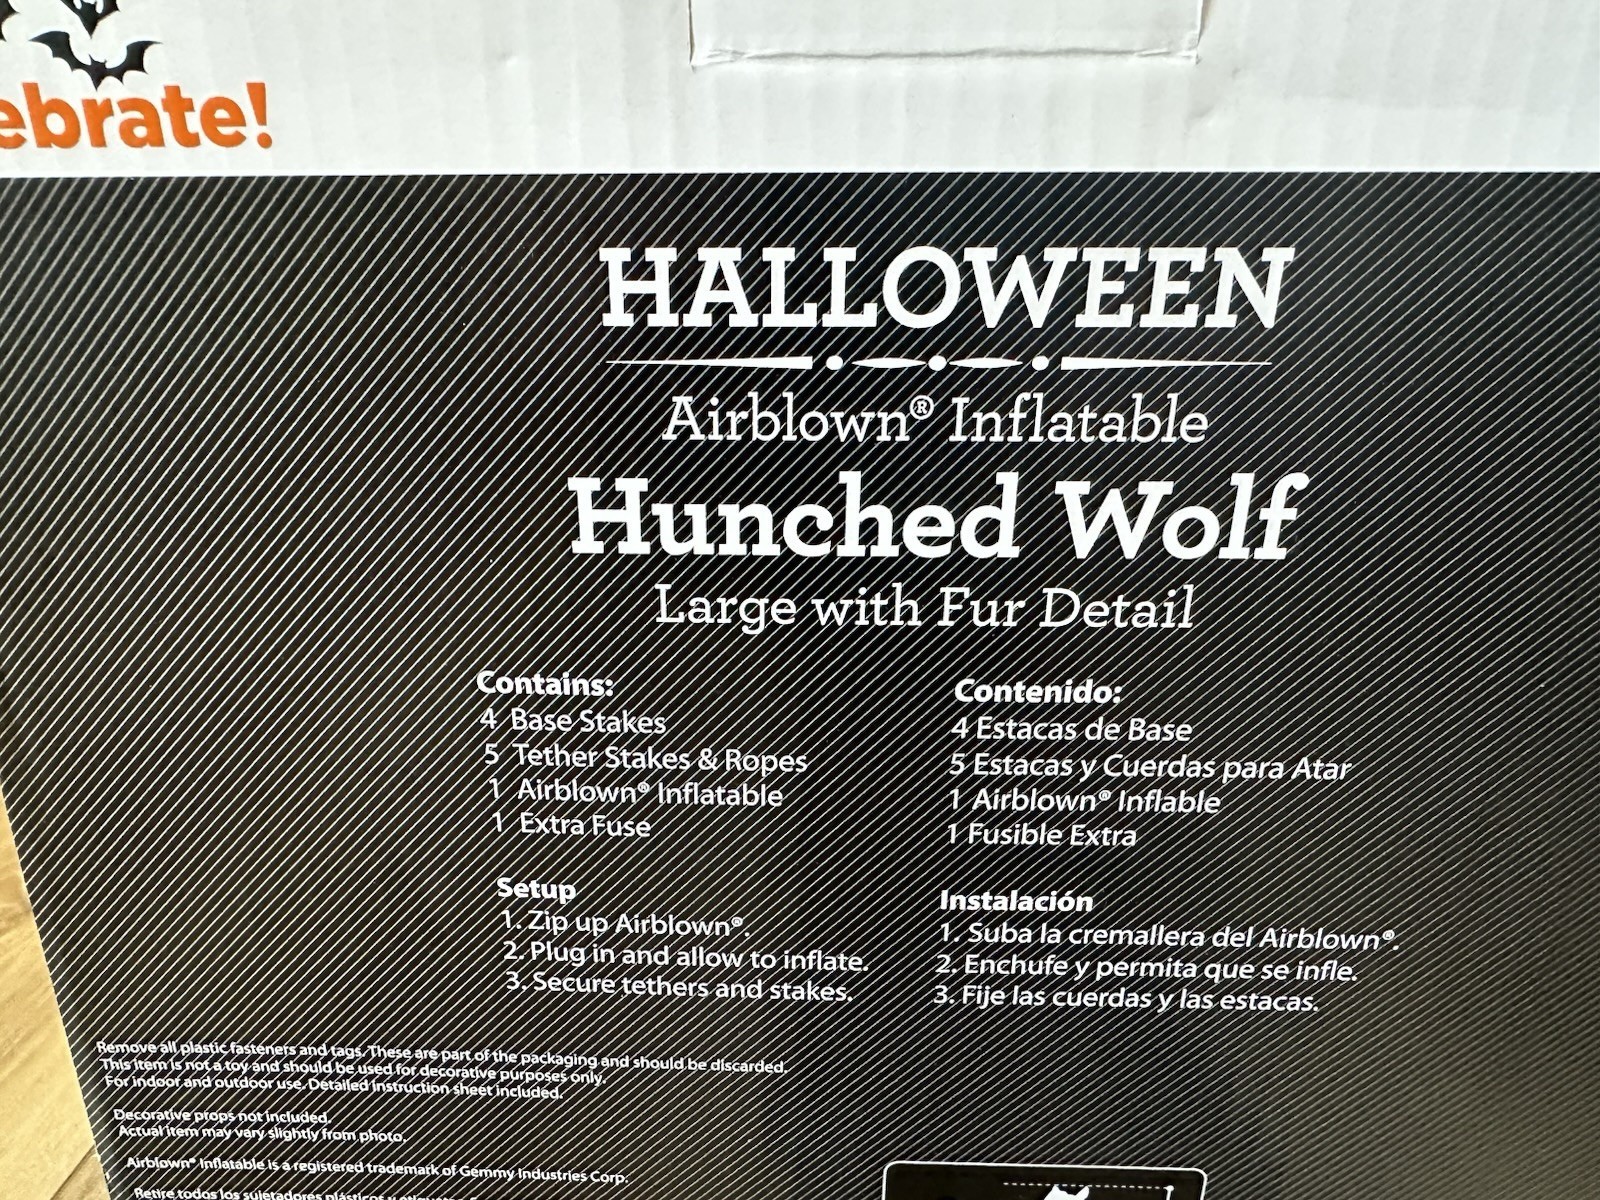 ebrate!
HALLOWEEN
Airblown® Inflatable
Hunched Wolf
Large with Fur Detail
Contains:
4 Base Stakes
5 Tether Stakes & Ropes
1 Airblown® Inflatable
1 Extra Fuse
Contenido:
4 Estacas de Base
5 Estacas y Cuerdas para Atar
1 Airblown® Inflable
1 Fusible Extra
Setup
1. Zip up Airblown®.
2. Plug in and allow to inflate.
3. Secure tethers and stakes.
Instalación
1. Suba la cremallera del Airblown®.
2. Enchufe y permita que se infle.
3. Fije las cuerdas y las estacas.
Remove all plastic fasteners and tags. These are part of the packaging and should be discarded.
This item is not a toy and should be used for decorative purposes only.
For indoor and outdoor use. Detailed instruction sheet included.
Decorative props not included.
Actual item may vary slightly from photo.
Airblown® Inflatable is a registered trademark of Gemmy Industries Corp.
Retire todos los sujetadores plásticos y